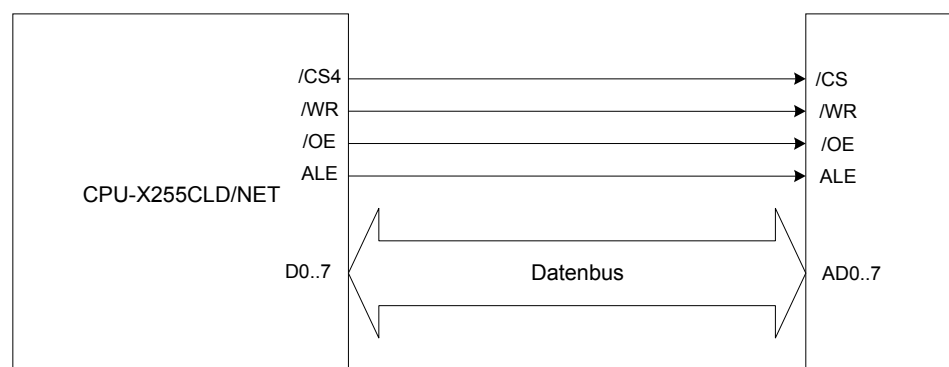 /CS4 /CS
/WR /WR
/OE /OE
ALE ALE
CPU-X255CLD/NET
D0..7 Datenbus AD0..7